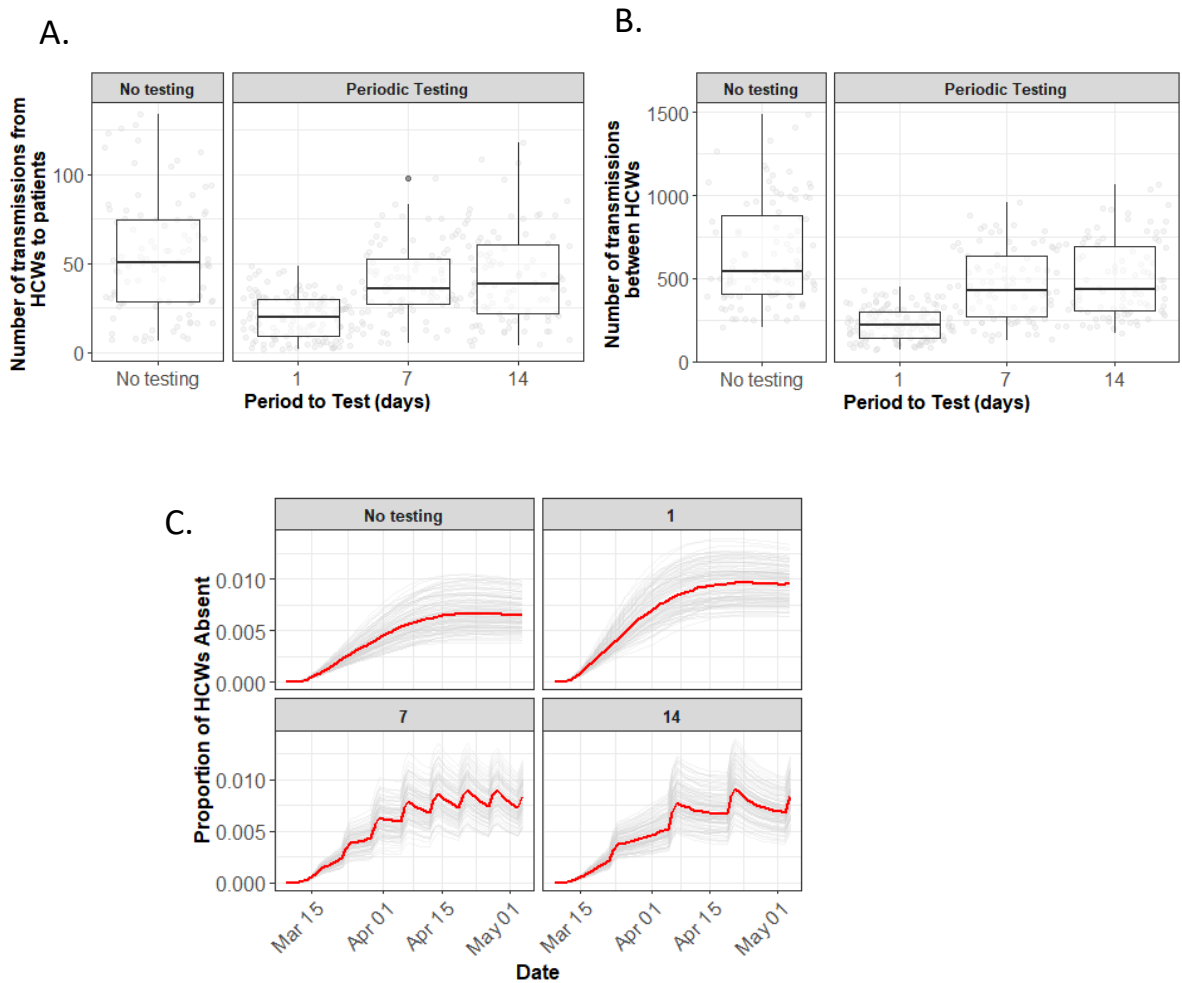 A.
B.
No testing
Periodic Testing
No testing
Periodic Testing
Number of transmissions from
HCWs to patients
100
50
0
Number of transmissions
between HCWs
1500
1000
500
0
No testing
1
7
14
No testing
1
7
14
Period to Test (days)
Period to Test (days)
C.
No testing
1
Proportion of HCWs Absent
0.010
0.005
0.000
7
14
0.010
0.005
0.000
Mar 15
Apr 01
Apr 15
May 01
Mar 15
Apr 01
Apr 15
May 01
Date